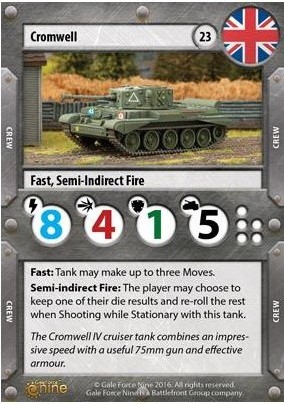 Cromwell
23
Fast, Semi-Indirect Fire
CREW
CREW
8 4 1 5
Fast: Tank may make up to three Moves.
Semi-indirect Fire: The player may choose to
keep one of their die results and re-roll the rest
when Shooting while Stationary with this tank.
The Cromwell IV cruiser tank combines an impres-
sive speed with a useful 75mm gun and effective
armour.
CREW
CREW
Gale Force
nine
© Gale Force Nine 2016. All rights reserved.
Gale Force Nine is a Battlefront Group company.